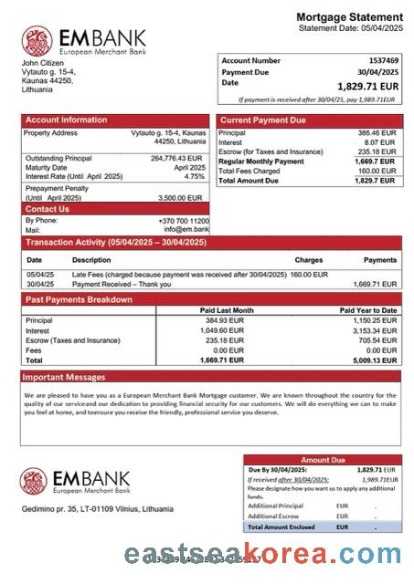 Mortgage Statement
Statement Date: 05/04/2025
EMBANK
European Merchant Bank
John Citizen
Vytauto g. 15-4,
Kaunas 44250,
Lithuania
Account Number 1537469
Payment Due 30/04/2025
Date 1,829.71 EUR
If payment is received after 30/04/25, pay 1,989.71EUR
Account Information
Property Address Vytauto g. 15-4, Kaunas
44250, Lithuania
Outstanding Principal 264,776.43 EUR
Maturity Date April 2025
Interest Rate (Until April 2025) 4.75%
Prepayment Penalty
(Until April 2025) 3,500.00 EUR
Contact Us
By Phone: +370 700 11200
Mail: info@em.bank
Current Payment Due
Principal 386.46 EUR
Interest 8.07 EUR
Escrow (for Taxes and Insurance) 235.18 EUR
Regular Monthly Payment 1,669.7 EUR
Total Fees Charged 160.00 EUR
Total Amount Due 1,829.7 EUR
Transaction Activity (05/04/2025 – 30/04/2025)
Date Description Charges Payments
05/04/25 Late Fees (charged because payment was received after 30/04/2025) 160.00 EUR
30/04/25 Payment Received – Thank you 1,669.71 EUR
Past Payments Breakdown
Paid Last Month Paid Year to Date
Principal 384.93 EUR 1,150.25 EUR
Interest 1,049.60 EUR 3,153.34 EUR
Escrow (Taxes and Insurance) 235.18 EUR 705.54 EUR
Fees 0.00 EUR 0.00 EUR
Total 1,669.71 EUR 5,009.13 EUR
Important Messages
We are pleased to have you as a European Merchant Bank Mortgage customer. We are known throughout the country for the
quality of our service and our dedication to providing financial security for our customers. We will do everything we can to make
you feel at home, and toensure you receive the friendly, professional service you deserve.
EMBANK
European Merchant Bank
Gedimino pr. 35, LT-01109 Vilnius, Lithuania
Amount Due
Due By 30/04/2025: 1,829.71 EUR
If received after 30/04/2025: 1,989.71EUR
Please designate how you want us to apply any additional
funds.
Additional Principal EUR -
Additional Escrow EUR -
Total Amount Enclosed EUR -
eastseakorea.com